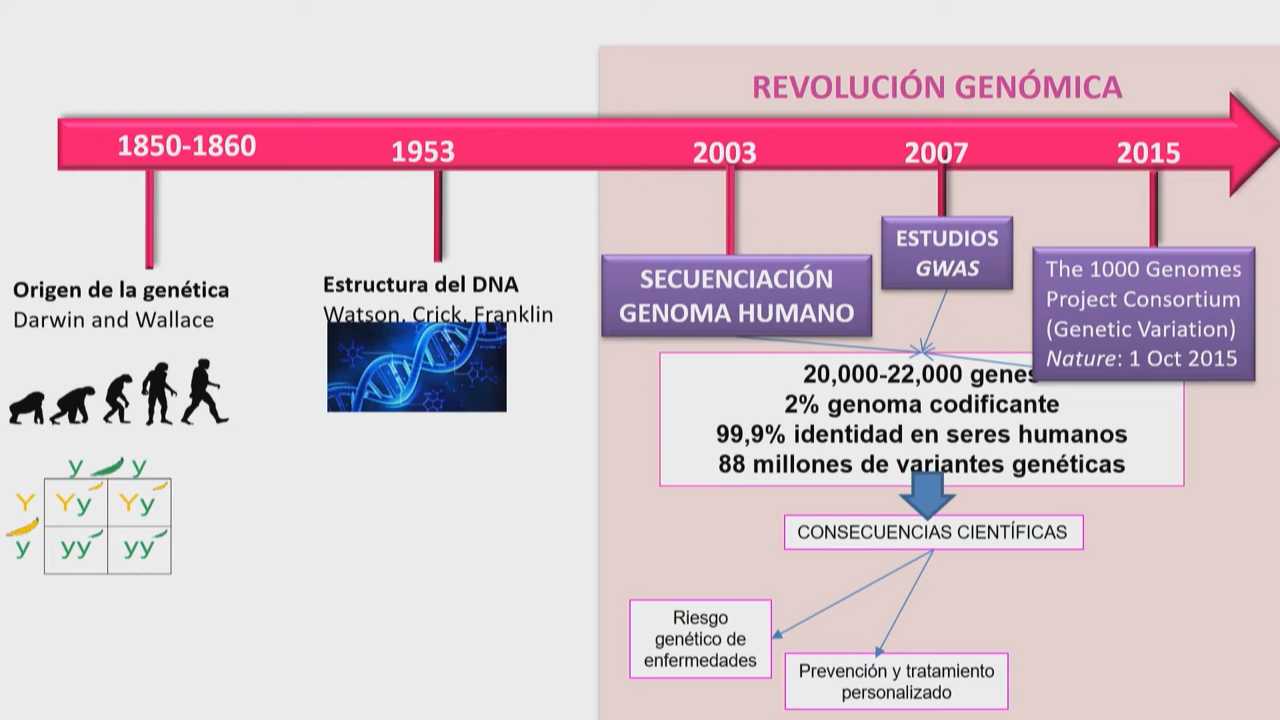 REVOLUCIÓN GENÓMICA
1850-1860
1953
2003
2007
2015
Origen de la genética
Darwin and Wallace
Estructura del DNA
Watson, Crick, Franklin
SECUENCIACIÓN
GENOMA HUMANO
ESTUDIOS
GWAS
The 1000 Genomes
Project Consortium
(Genetic Variation)
Nature: 1 Oct 2015
20,000-22,000 genes
2% genoma codificante
99,9% identidad en seres humanos
88 millones de variantes genéticas
CONSECUENCIAS CIENTÍFICAS
Riesgo
genético de
enfermedades
Prevención y tratamiento
personalizado
y y
Y Yy Yy
y yy yy